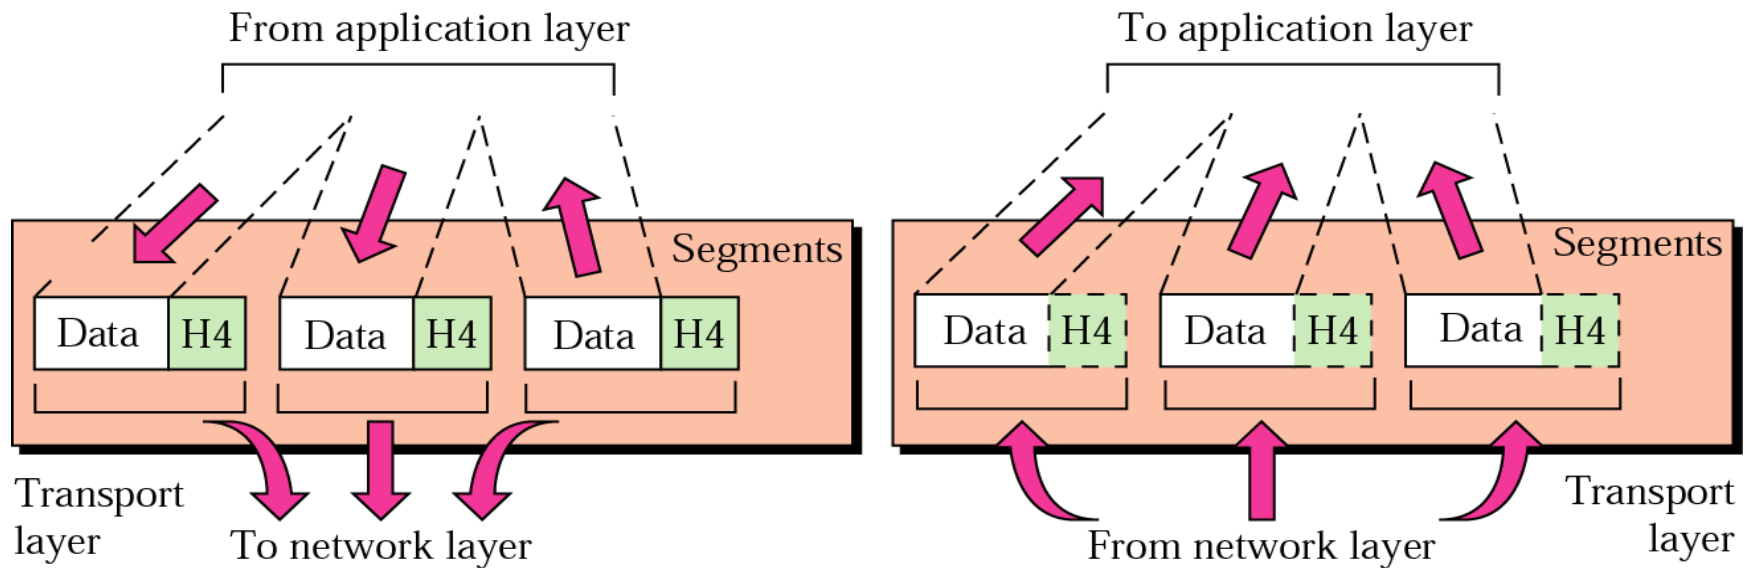 From application layer
Segments
Data H4 Data H4 Data H4
Transport
layer
To network layer
To application layer
Segments
Data H4 Data H4 Data H4
From network layer
Transport
layer